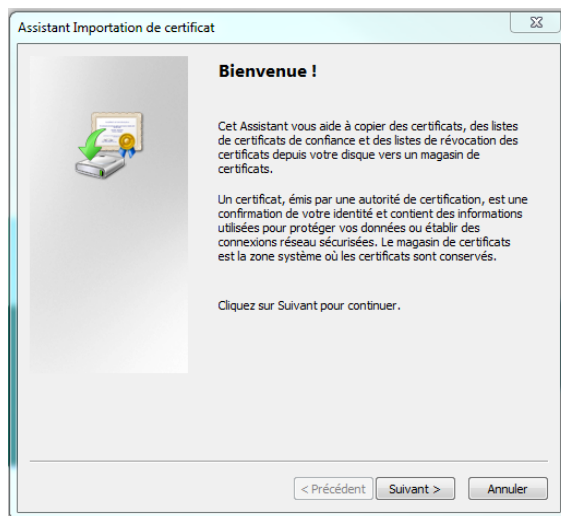 Assistant Importation de certificat
Bienvenue !
Cet Assistant vous aide à copier des certificats, des listes
de certificats de confiance et des listes de révocation des
certificats depuis votre disque vers un magasin de
certificats.
Un certificat, émis par une autorité de certification, est une
confirmation de votre identité et contient des informations
utilisées pour protéger vos données ou établir des
connexions réseau sécurisées. Le magasin de certificats
est la zone système où les certificats sont conservés.
Cliquez sur Suivant pour continuer.
< Précédent Suivant > Annuler